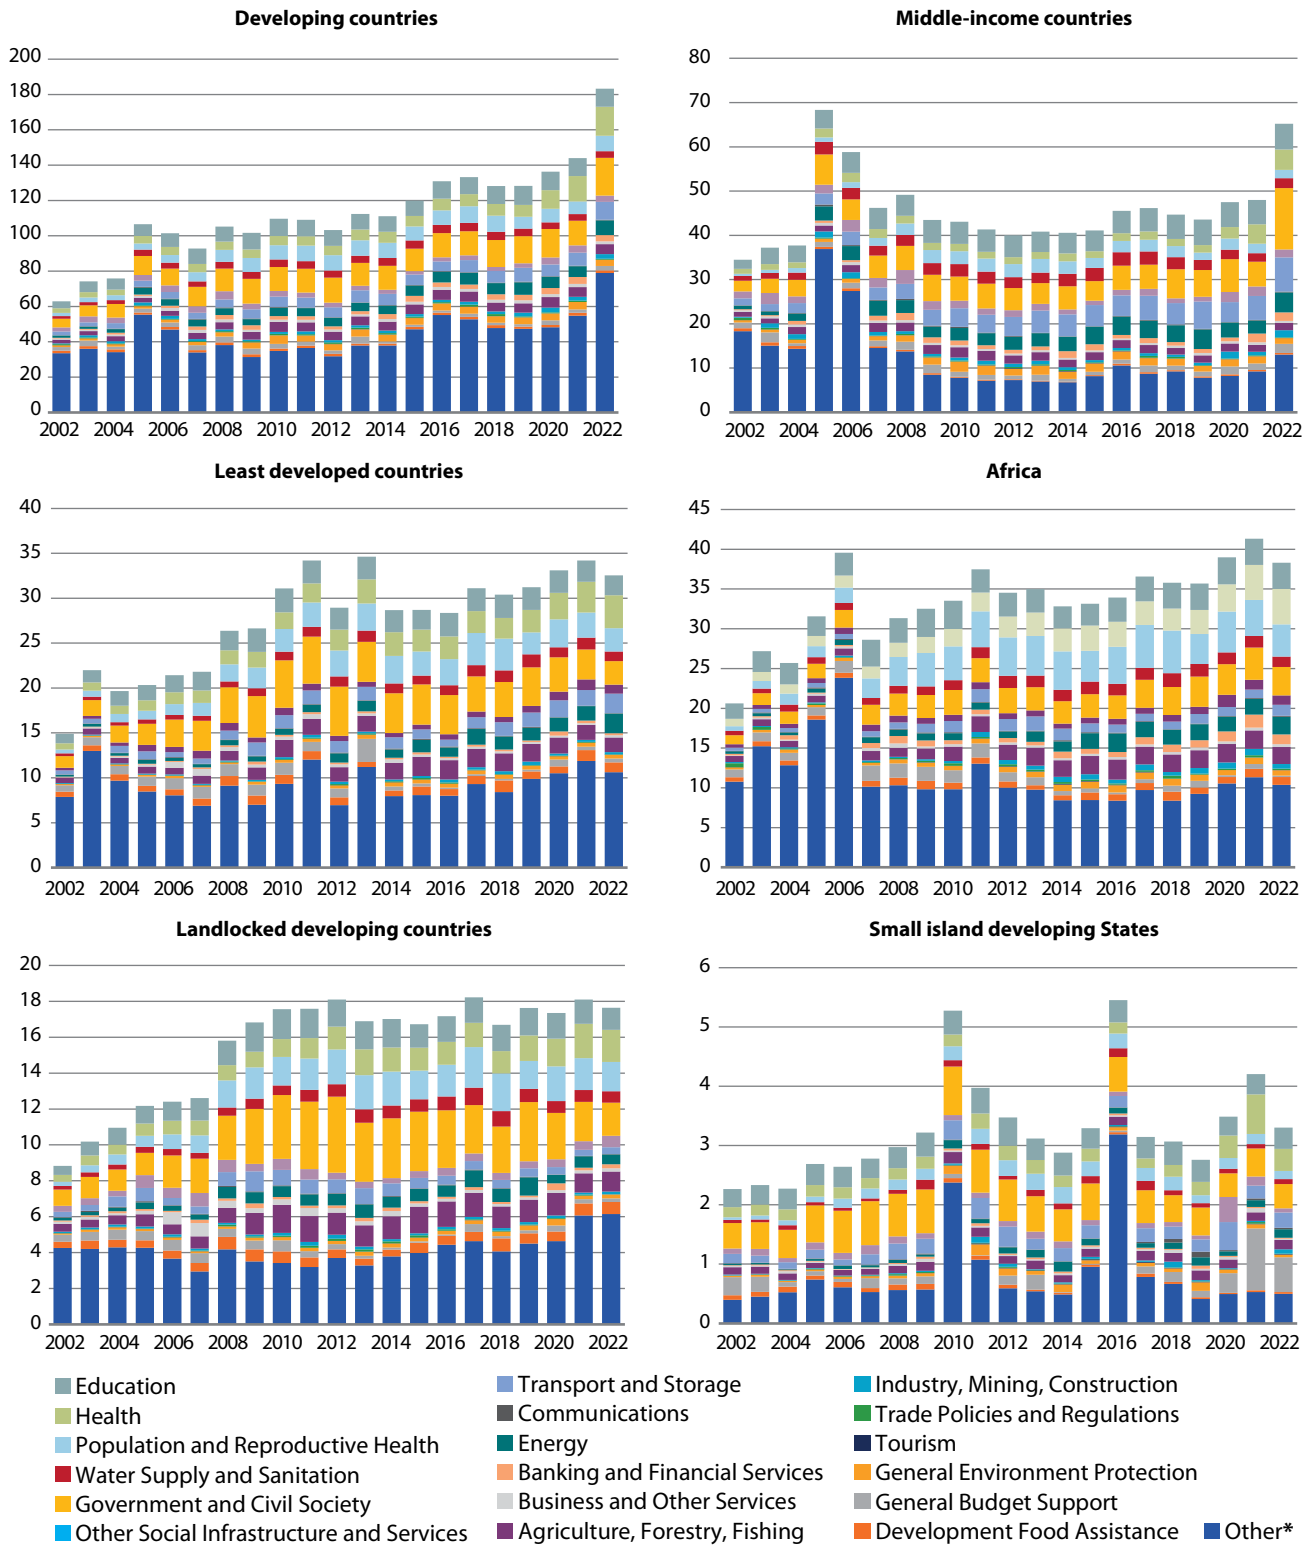 Developing countries
200
180
160
140
120
100
80
60
40
20
0
2002 2004 2006 2008 2010 2012 2014 2016 2018 2020 2022
Middle-income countries
80
70
60
50
40
30
20
10
0
2002 2004 2006 2008 2010 2012 2014 2016 2018 2020 2022
Least developed countries
40
35
30
25
20
15
10
5
0
2002 2004 2006 2008 2010 2012 2014 2016 2018 2020 2022
Africa
45
40
35
30
25
20
15
10
5
0
2002 2004 2006 2008 2010 2012 2014 2016 2018 2020 2022
Landlocked developing countries
20
18
16
14
12
10
8
6
4
2
0
2002 2004 2006 2008 2010 2012 2014 2016 2018 2020 2022
Small island developing States
6
5
4
3
2
1
0
2002 2004 2006 2008 2010 2012 2014 2016 2018 2020 2022
Education
Health
Population and Reproductive Health
Water Supply and Sanitation
Government and Civil Society
Other Social Infrastructure and Services
Transport and Storage
Communications
Energy
Banking and Financial Services
Business and Other Services
Agriculture, Forestry, Fishing
Industry, Mining, Construction
Trade Policies and Regulations
Tourism
General Environment Protection
General Budget Support
Development Food Assistance
Other*